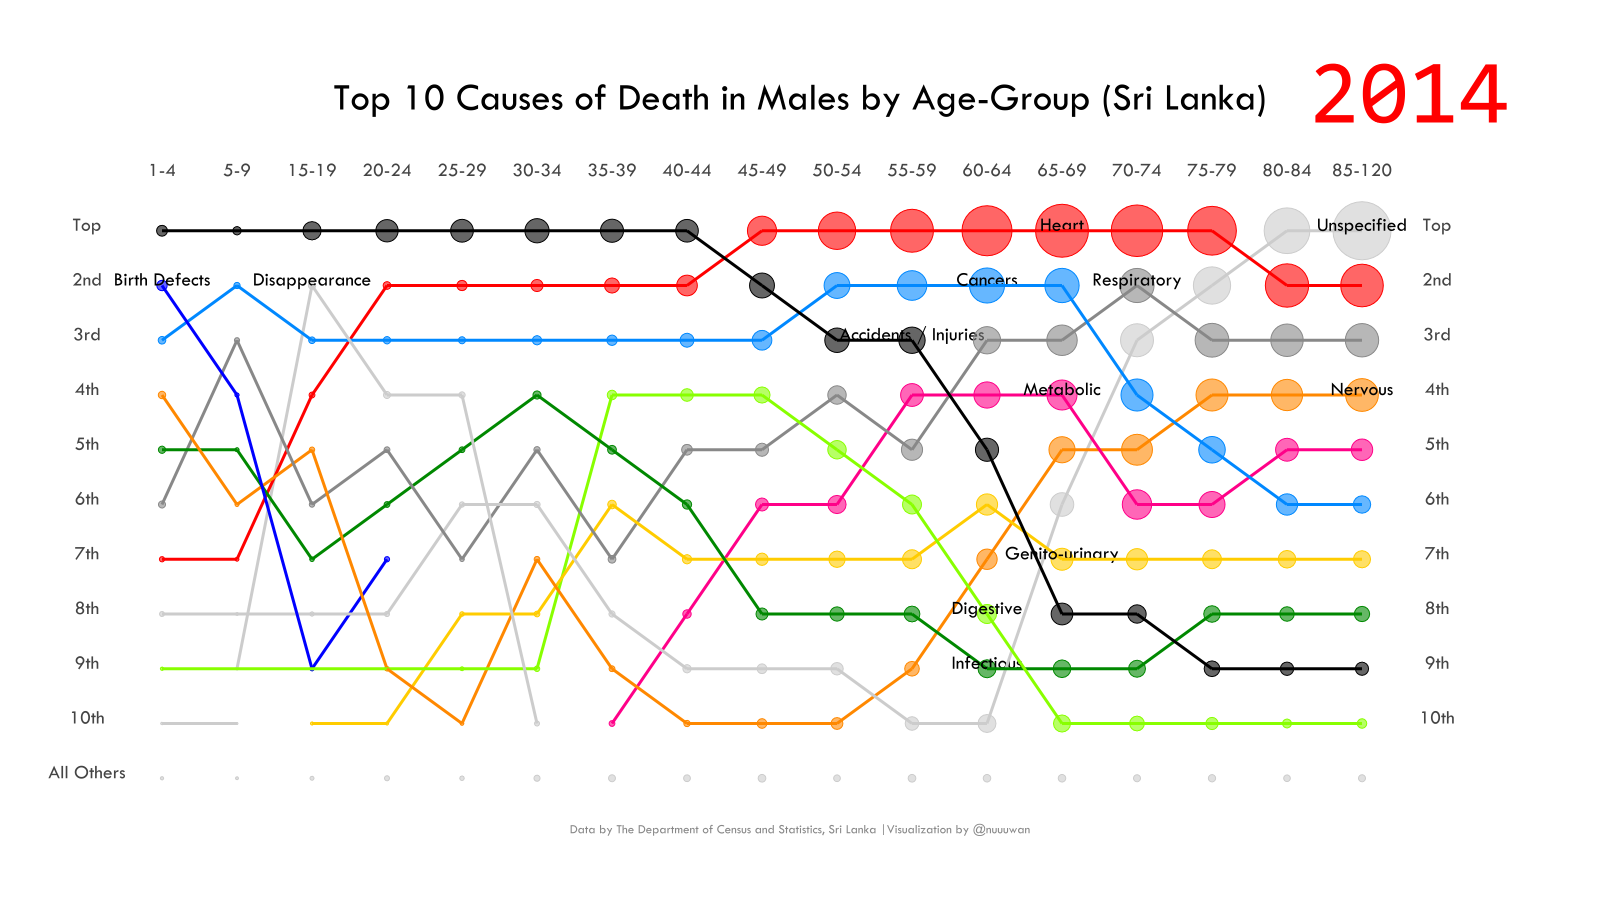 Top 10 Causes of Death in Males by Age-Group (Sri Lanka) 2014
1-4 5-9 15-19 20-24 25-29 30-34 35-39 40-44 45-49 50-54 55-59 60-64 65-69 70-74 75-79 80-84 85-120
Top Heart Unspecified Top
2nd Birth Defects Disappearance Cancers Respiratory 2nd
3rd Accidents / Injuries 3rd
4th Metabolic Nervous 4th
5th 5th
6th 6th
7th Genito-urinary 7th
8th Digestive 8th
9th Infectious 9th
10th 10th
All Others
Data by The Department of Census and Statistics, Sri Lanka | Visualization by @nuuuwan